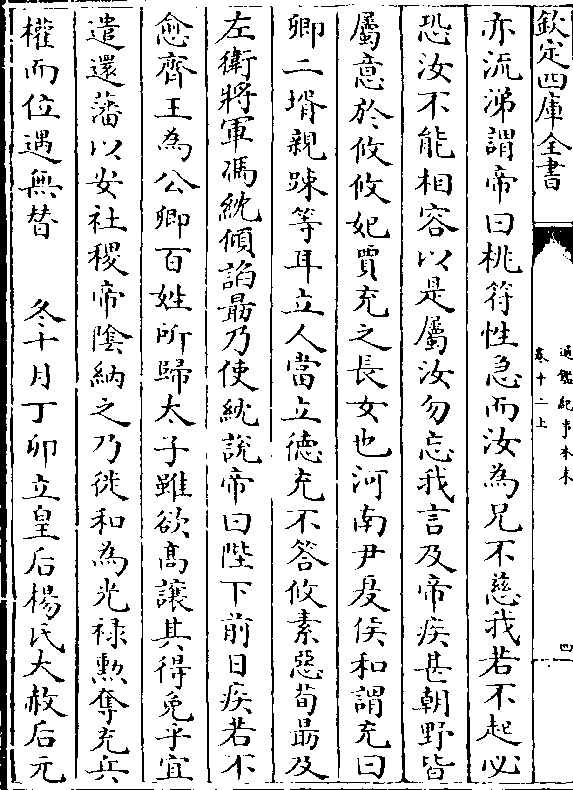 欽定四庫全書
通鑑紀事本末
卷十二上
四
亦流涕謂帝曰桃符性急而汝為兄不慈我若不起必
恐汝不能相容以是屬汝勿忘我言及帝疾甚朝野皆
屬意於攸攸妃賈充之長女也河南尹夏侯和謂充曰
卿二壻親踈等耳立人當立德充不答攸素惡荀勗及
左衛將軍馮紞傾諂勗乃使紞說帝曰陛下前日疾若不
愈齊王為公卿百姓所歸太子雖欲髙讓其得免乎宜
遣還藩以安社稷帝隂納之乃徙和為光禄勲奪充兵
權而位遇無替　冬十月丁卯立皇后楊氏大赦后元